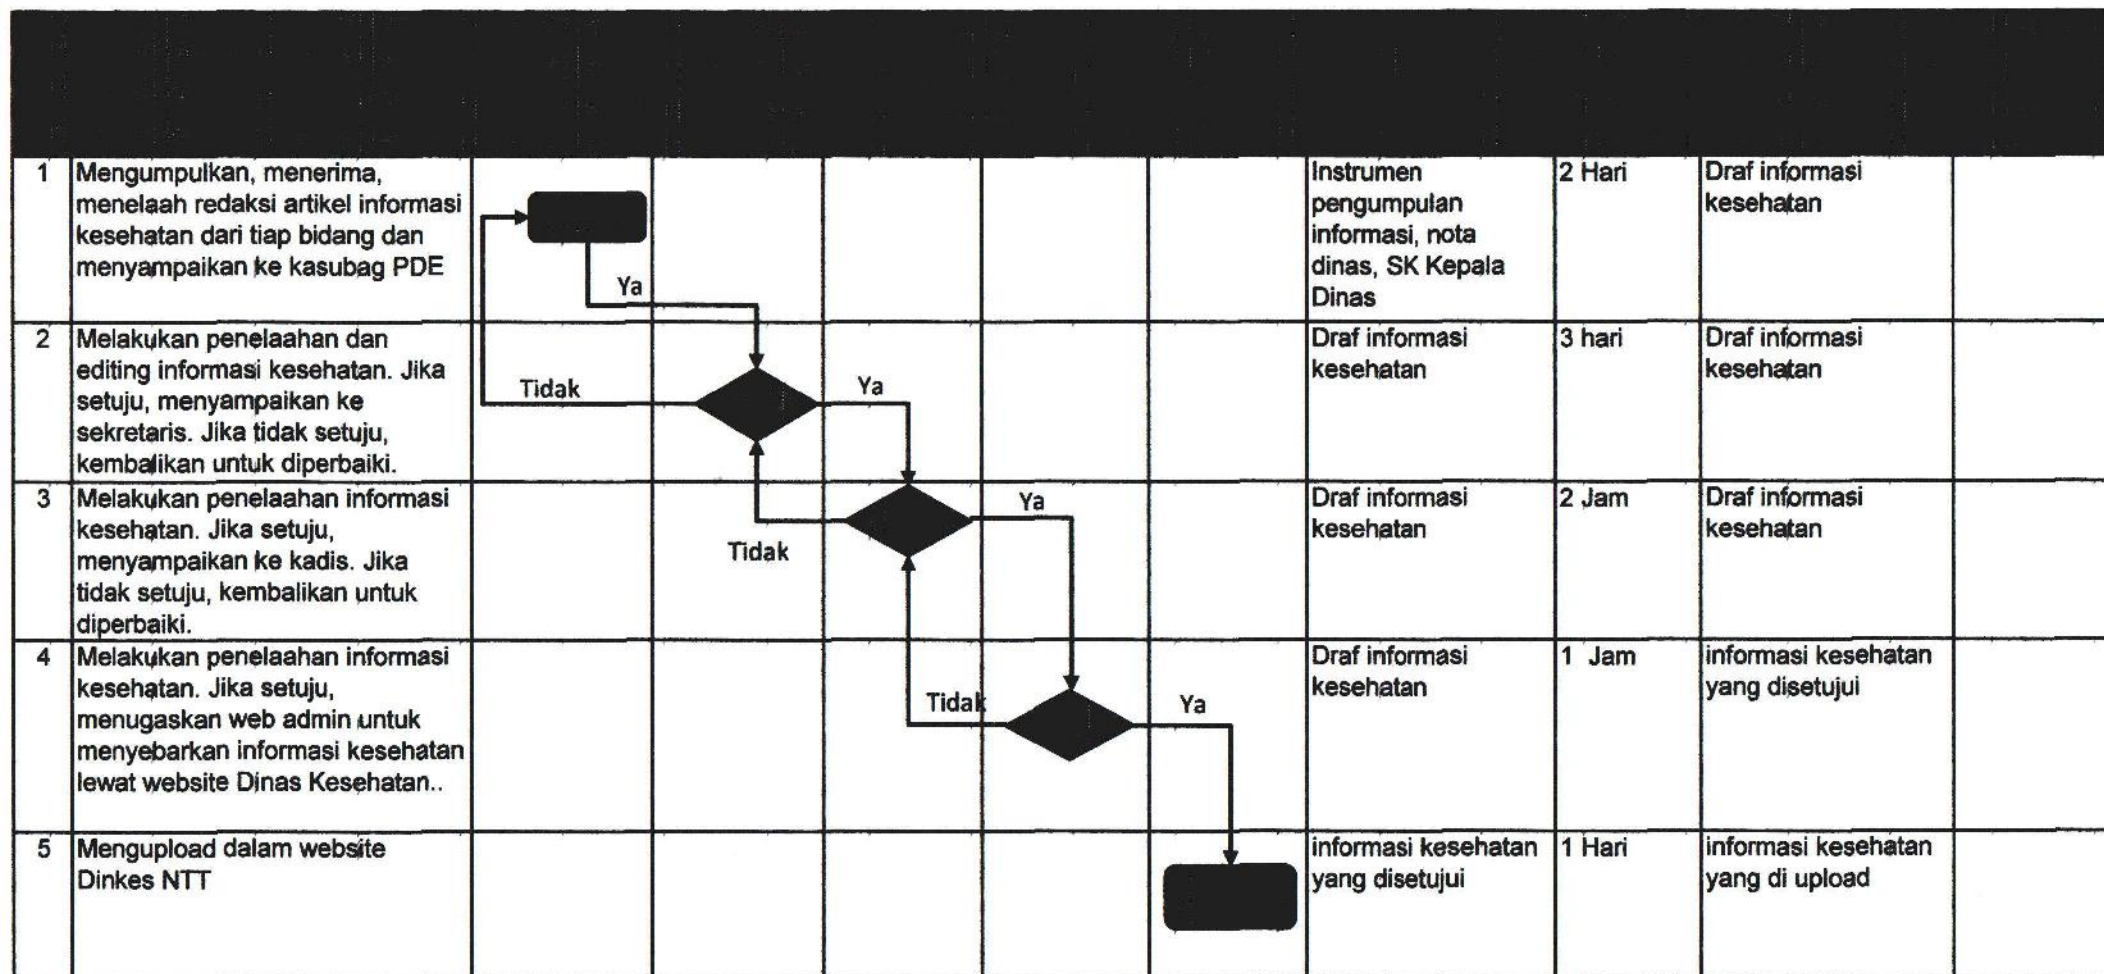 1
Mengumpulkan, menerima,
menelaah redaksi artikel informasi
kesehatan dari tiap bidang dan
menyampaikan ke kasubag PDE
Ya
Instrumen
pengumpulan
informasi, nota
dinas, SK Kepala
Dinas
2 Hari
Draf informasi
kesehatan
2
Melakukan penelaahan dan
editing informasi kesehatan. Jika
setuju, menyampaikan ke
sekretaris. Jika tidak setuju,
kembalikan untuk diperbaiki.
Tidak
Ya
Draf informasi
kesehatan
3 hari
Draf informasi
kesehatan
3
Melakukan penelaahan informasi
kesehatan. Jika setuju,
menyampaikan ke kadis. Jika
tidak setuju, kembalikan untuk
diperbaiki.
Tidak
Ya
Draf informasi
kesehatan
2 Jam
Draf informasi
kesehatan
4
Melakukan penelaahan informasi
kesehatan. Jika setuju,
menugaskan web admin untuk
menyebarkan informasi kesehatan
lewat website Dinas Kesehatan..
Tidak
Ya
Draf informasi
kesehatan
1 Jam
informasi kesehatan
yang disetujui
5
Mengupload dalam website
Dinkes NTT
informasi kesehatan
yang disetujui
1 Hari
informasi kesehatan
yang di upload